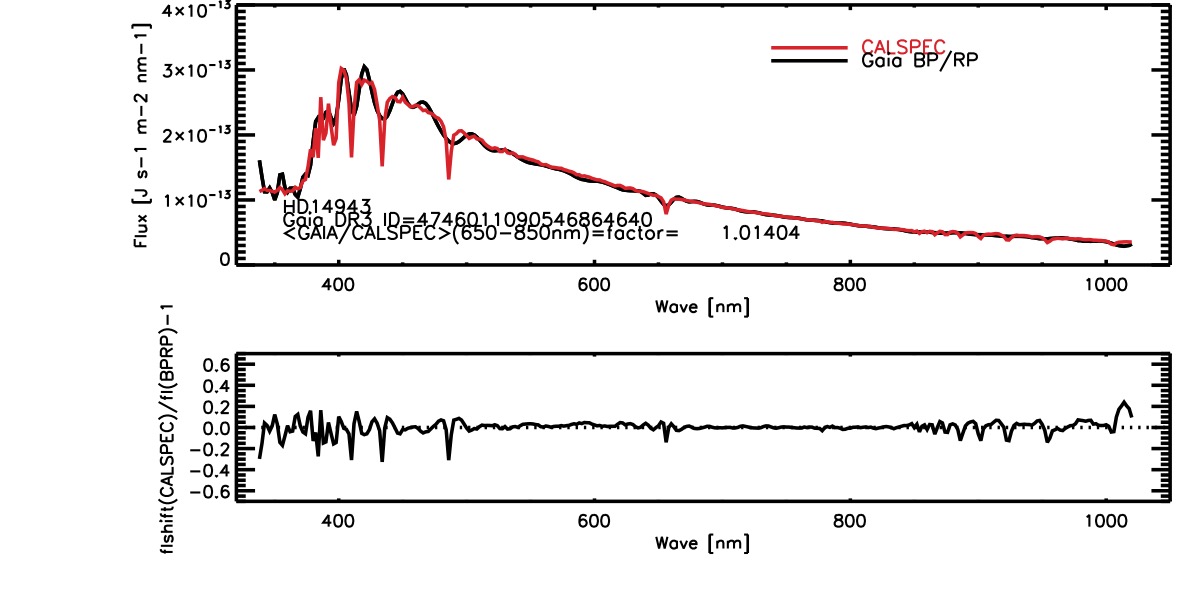 4×10−13
3×10−13
2×10−13
1×10−13
0
Flux [J s−1 m−2 nm−1]
CALSPEC
Gaia BP/RP
HD14943
Gaia DR3 ID=4746011090546864640
<GAIA/CALSPEC>(650−850nm)=factor= 1.01404
400 600 800 1000
Wave [nm]
flshift(CALSPEC)/fl(BPRP)−1
0.6
0.4
0.2
0.0
−0.2
−0.4
−0.6
400 600 800 1000
Wave [nm]